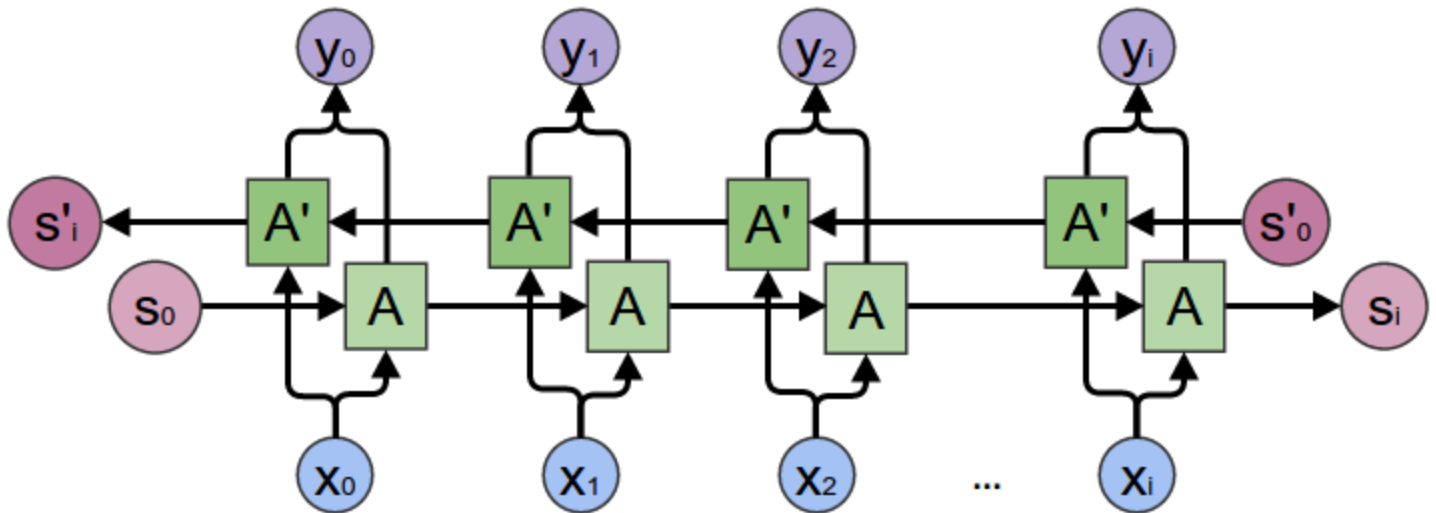 y₀ y₁ y₂ yᵢ
s'ᵢ A' A' A' A' s'₀
s₀ A A A A sᵢ
x₀ x₁ x₂ ... xᵢ